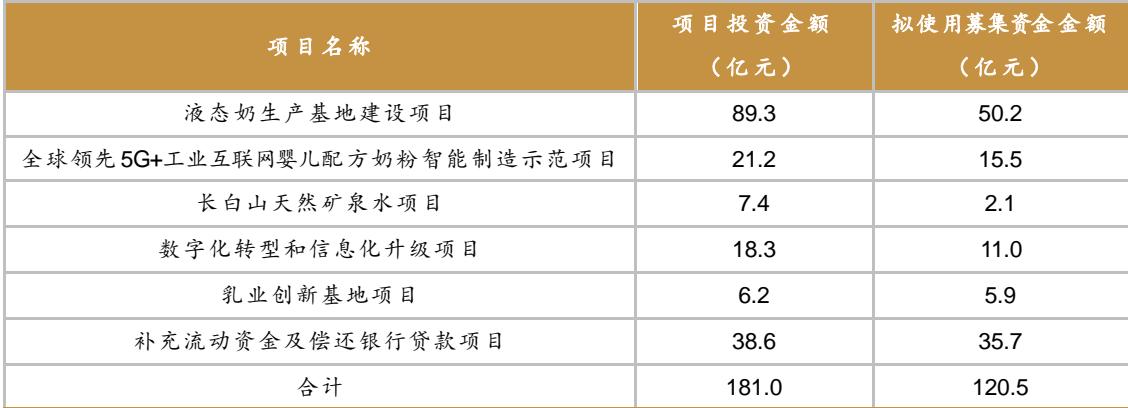 项目名称 项目投资金额（亿元） 拟使用募集资金金额（亿元）
液态奶生产基地建设项目 89.3 50.2
全球领先5G+工业互联网婴儿配方奶粉智能制造示范项目 21.2 15.5
长白山天然矿泉水项目 7.4 2.1
数字化转型和信息化升级项目 18.3 11.0
乳业创新基地项目 6.2 5.9
补充流动资金及偿还银行贷款项目 38.6 35.7
合计 181.0 120.5